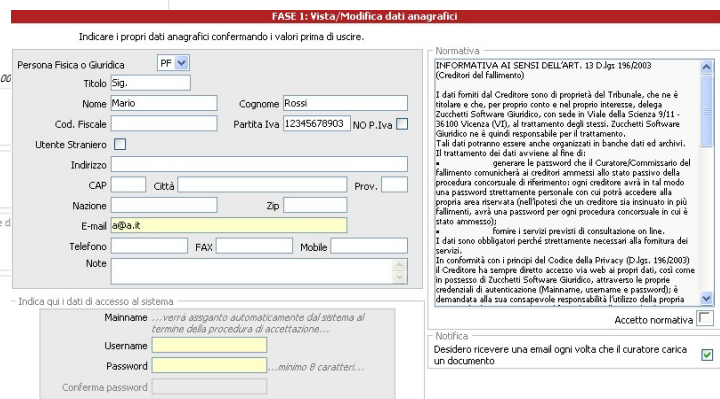 FASE 1: Vista/Modifica dati anagrafici
Indicare i propri dati anagrafici confermando i valori prima di uscire.
Persona Fisica o Giuridica PF
Titolo Sig.
Nome Mario Cognome Rossi
Cod. Fiscale Partita Iva 12345678903 NO P.Iva
Utente Straniero
Indirizzo
CAP Città Prov.
Nazione Zip
E-mail a@a.it
Telefono FAX Mobile
Note
Indica qui i dati di accesso al sistema
Mainname ...verrà assganto automaticamente dal sistema al
termine della procedura di accettazione...
Username
Password ...minimo 8 caratteri...
Conferma password
Normativa
INFORMATIVA AI SENSI DELL'ART. 13 D.lgs 196/2003
(Creditori del fallimento)
I dati forniti dal Creditore sono di proprietà del Tribunale, che ne è
titolare e che, per proprio conto e nel proprio interesse, delega
Zucchetti Software Giuridico, con sede in Viale della Scienza 9/11 -
36100 Vicenza (VI), al trattamento degli stessi. Zucchetti Software
Giuridico ne è quindi responsabile per il trattamento.
Tali dati potranno essere anche organizzati in banche dati ed archivi.
Il trattamento dei dati avviene al fine di:
▪ generare le password che il Curatore/Commissario del
fallimento comunicherà ai creditori ammessi allo stato passivo della
procedura concorsuale di riferimento: ogni creditore avrà in tal modo
una password strettamente personale con cui potrà accedere alla
propria area riservata (nell'ipotesi che un creditore sia insinuato in più
fallimenti, avrà una password per ogni procedura concorsuale in cui è
stato ammesso);
▪ fornire i servizi previsti di consultazione on line.
I dati sono obbligatori perché strettamente necessari alla fornitura dei
servizi.
In conformità con i principi del Codice della Privacy (D.lgs. 196/2003)
il Creditore ha sempre diretto accesso via web ai propri dati, così come
in possesso di Zucchetti Software Giuridico, attraverso le proprie
credenziali di autenticazione (Mainname, username e password); è
demandata alla sua consapevole responsabilità l'utilizzo della propria
Accetto normativa
Notifica
Desidero ricevere una email ogni volta che il curatore carica
un documento